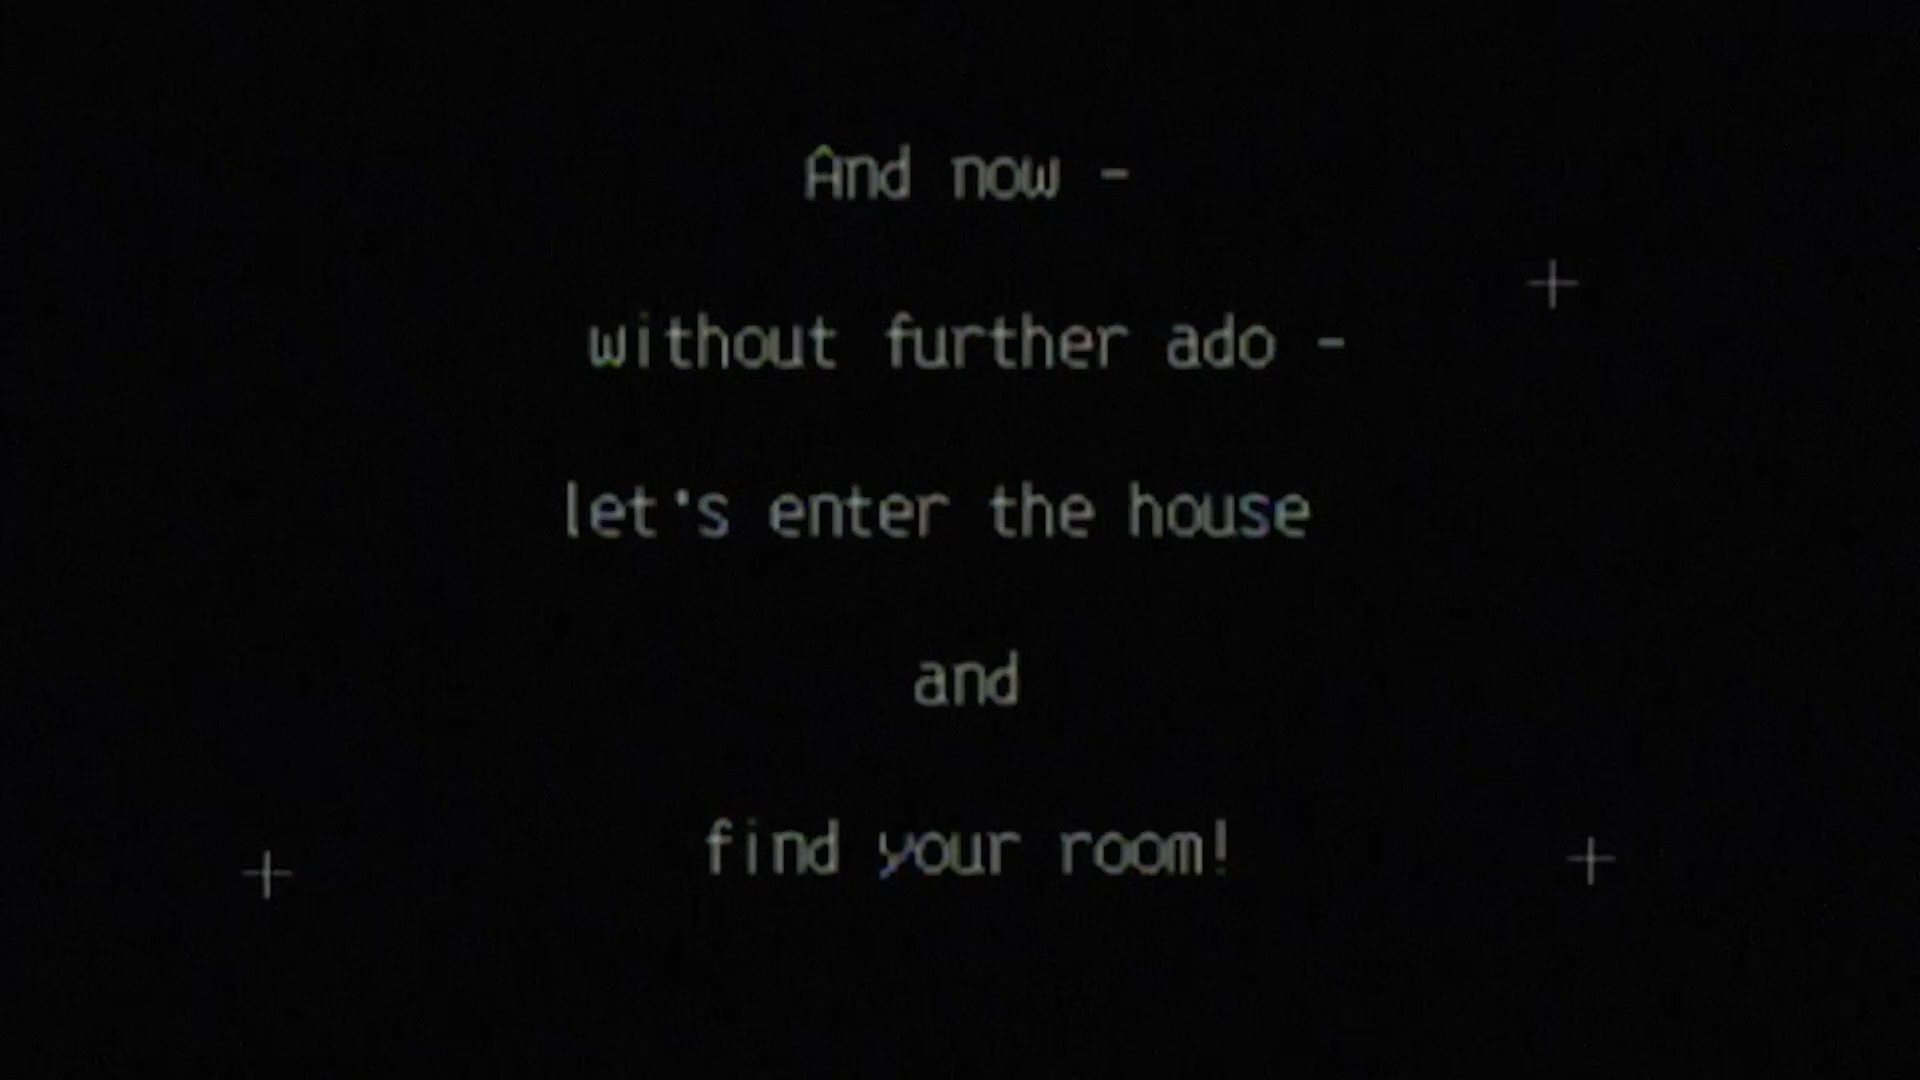 And now -
without further ado -
let's enter the house
and
find your room!